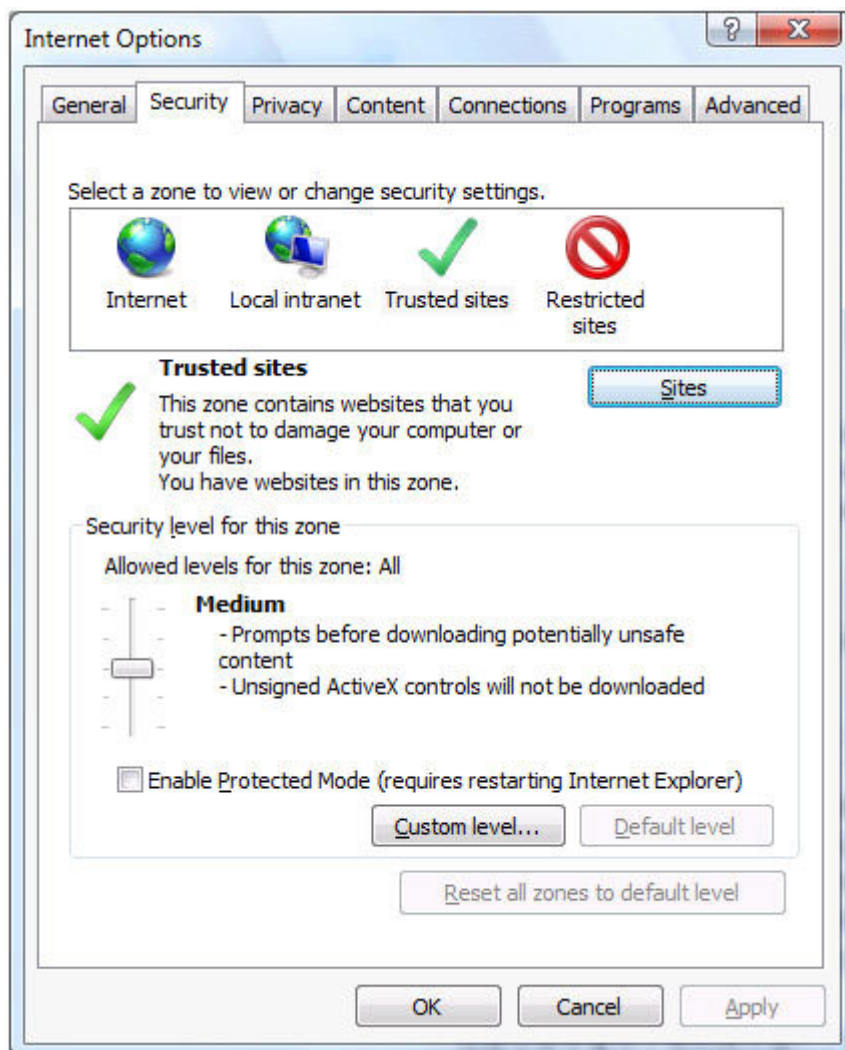 Internet Options
General Security Privacy Content Connections Programs Advanced
Select a zone to view or change security settings.
Internet Local intranet Trusted sites Restricted
sites
Trusted sites
Sites
This zone contains websites that you
trust not to damage your computer or
your files.
You have websites in this zone.
Security level for this zone
Allowed levels for this zone: All
Medium
- Prompts before downloading potentially unsafe
content
- Unsigned ActiveX controls will not be downloaded
Enable Protected Mode (requires restarting Internet Explorer)
Custom level... Default level
Reset all zones to default level
OK Cancel Apply